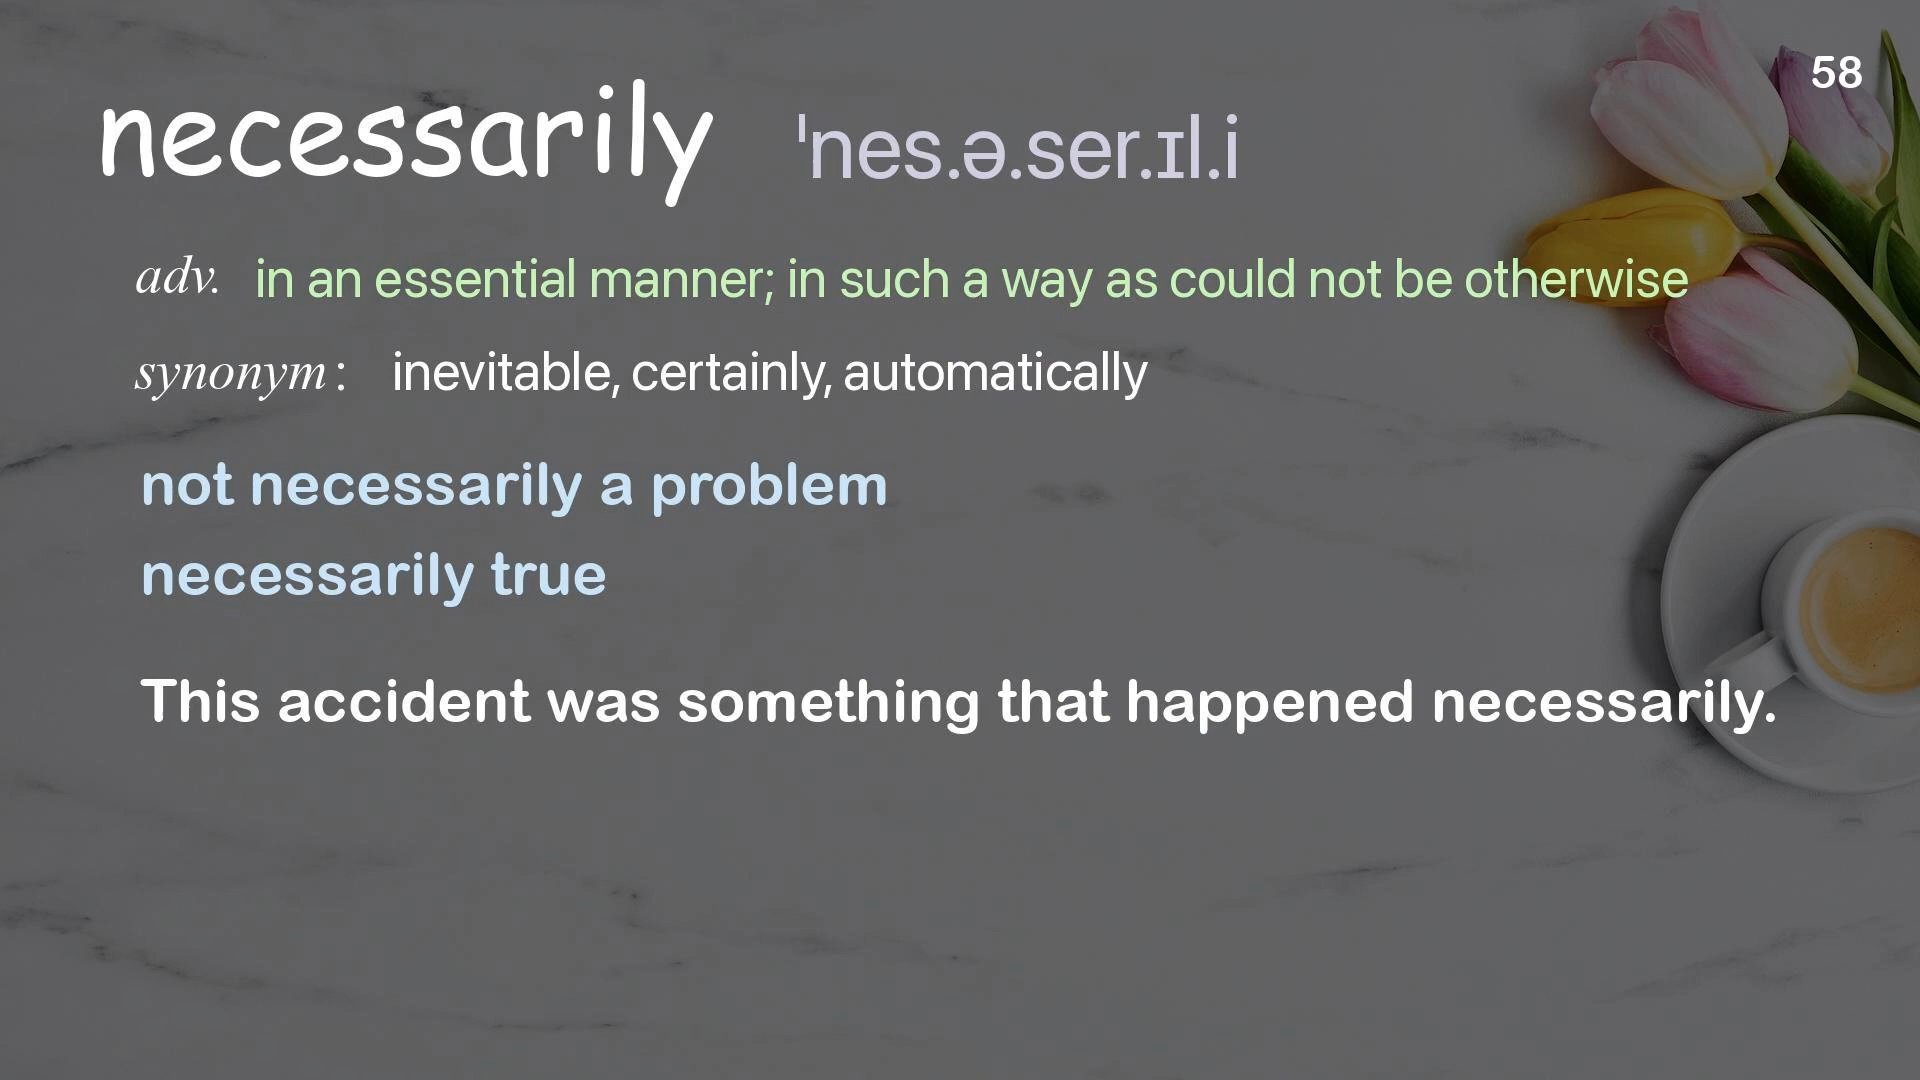 58
necessarily ˈnes.ə.ser.ɪl.i
adv. in an essential manner; in such a way as could not be otherwise
synonym : inevitable, certainly, automatically
not necessarily a problem
necessarily true
This accident was something that happened necessarily.